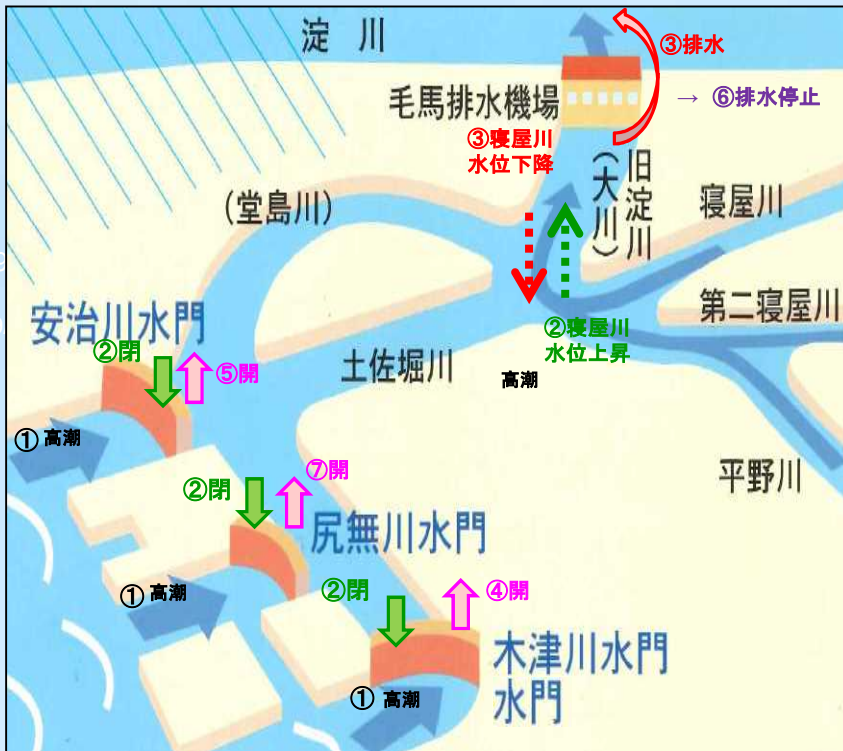 淀 川
③排水
毛馬排水機場
→ ⑥排水停止
③寝屋川
水位下降
旧淀川
(大川)
(堂島川)
寝屋川
第二寝屋川
安治川水門
②寝屋川
水位上昇
②閉
⑤開
土佐堀川
高潮
①高潮
平野川
⑦開
②閉
尻無川水門
②閉
④開
①高潮
木津川水門
水門
①高潮